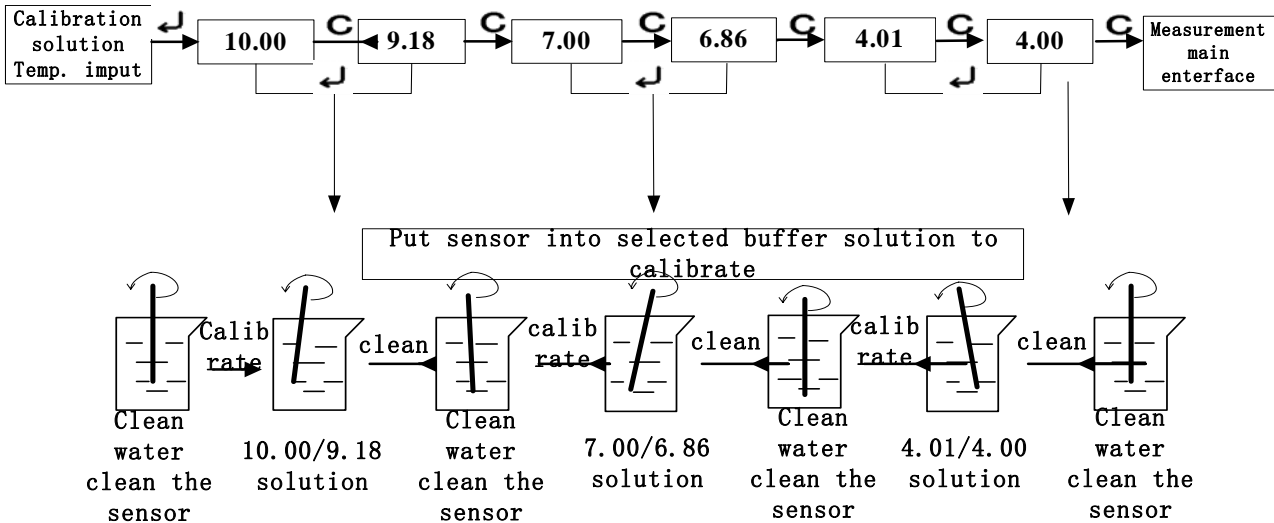 Calibration
solution
Temp. imput
↵
10.00
C
9.18
C
7.00
C
6.86
C
4.01
C
4.00
C
Measurement
main
enterface
↵
↵
↵
Put sensor into selected buffer solution to
calibrate
Calib
rate
clean
calib
rate
clean
calib
rate
clean
Clean
water
clean the
sensor
10.00/9.18
solution
Clean
water
clean the
sensor
7.00/6.86
solution
Clean
water
clean the
sensor
4.01/4.00
solution
Clean
water
clean the
sensor